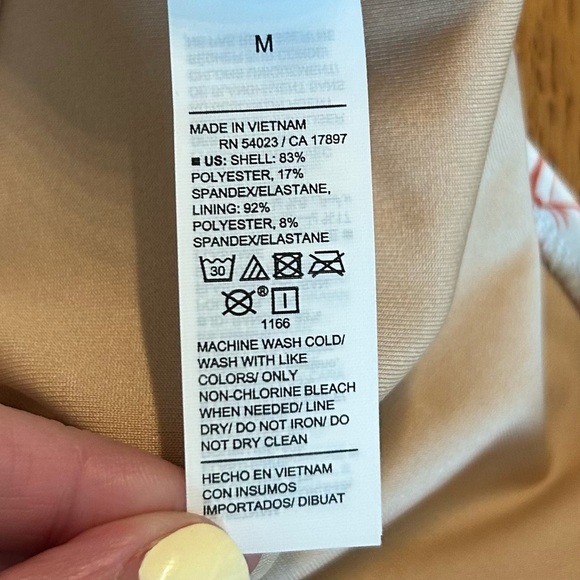 M
MADE IN VIETNAM
RN 54023 / CA 17897
■ US: SHELL: 83%
POLYESTER, 17%
SPANDEX/ELASTANE,
LINING: 92%
POLYESTER, 8%
SPANDEX/ELASTANE
30
®
1166
MACHINE WASH COLD/
WASH WITH LIKE
COLORS/ ONLY
NON-CHLORINE BLEACH
WHEN NEEDED/ LINE
DRY/ DO NOT IRON/ DO
NOT DRY CLEAN
HECHO EN VIETNAM
CON INSUMOS
IMPORTADOS/ DIBUAT